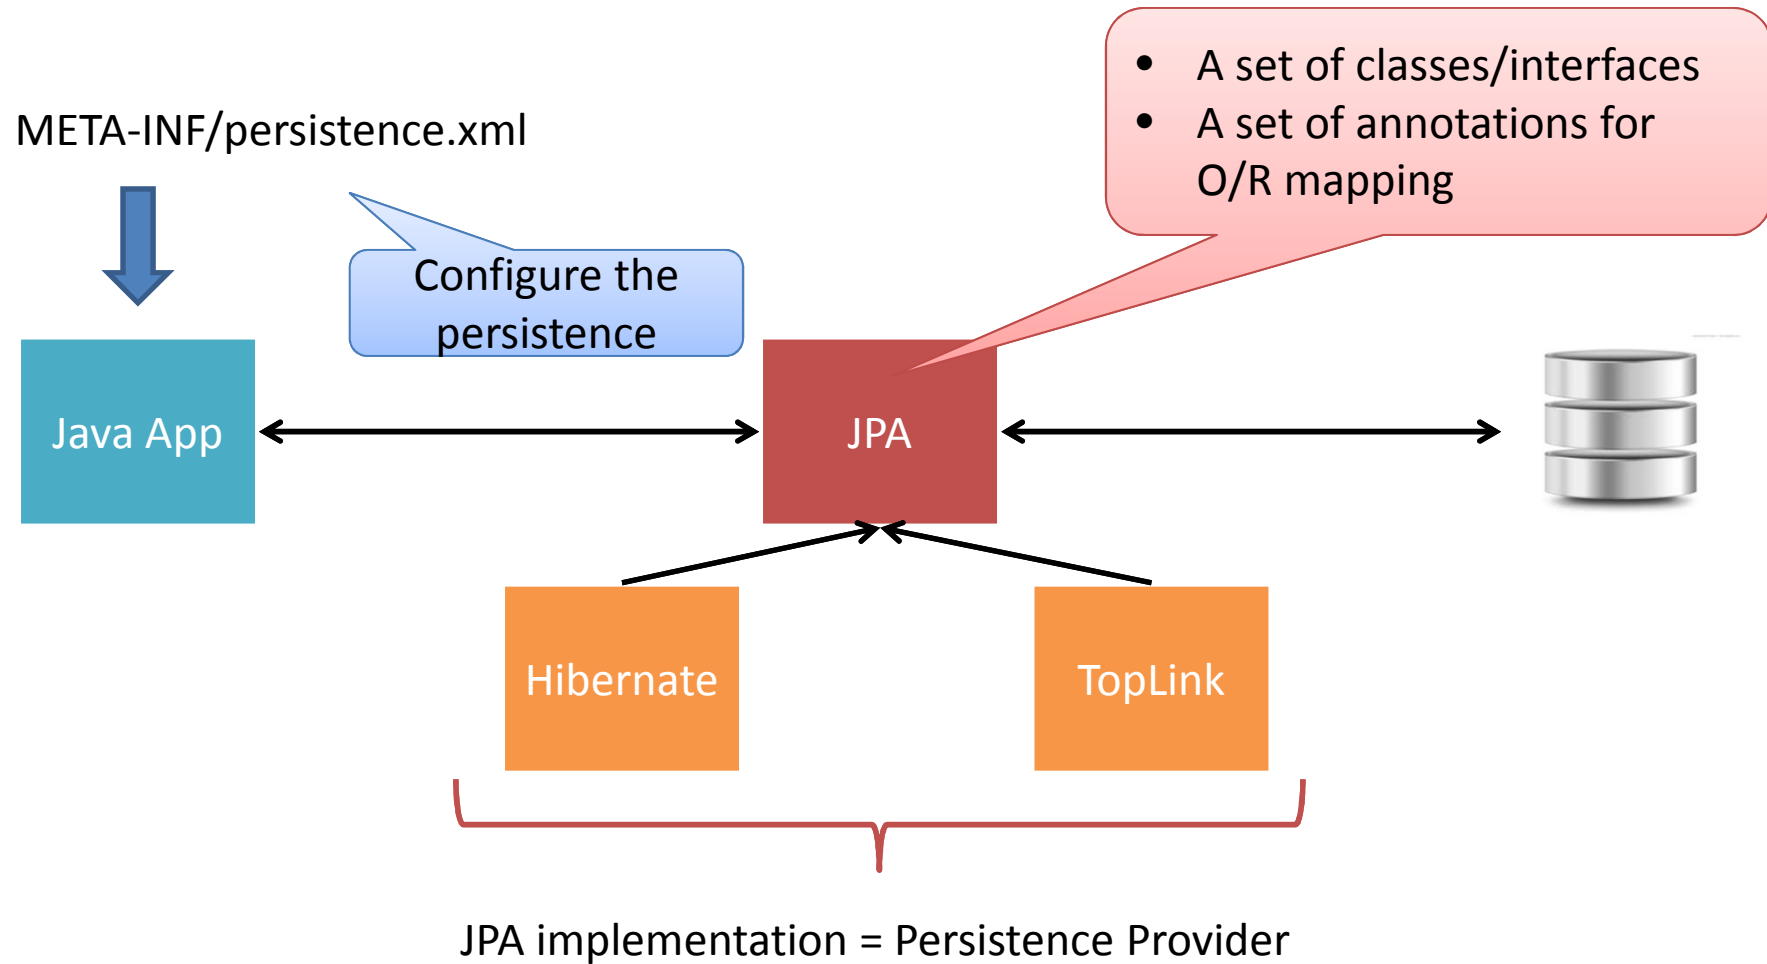 META-INF/persistence.xml
• A set of classes/interfaces
• A set of annotations for
O/R mapping
Configure the
persistence
Java App
JPA
Hibernate
TopLink
JPA implementation = Persistence Provider